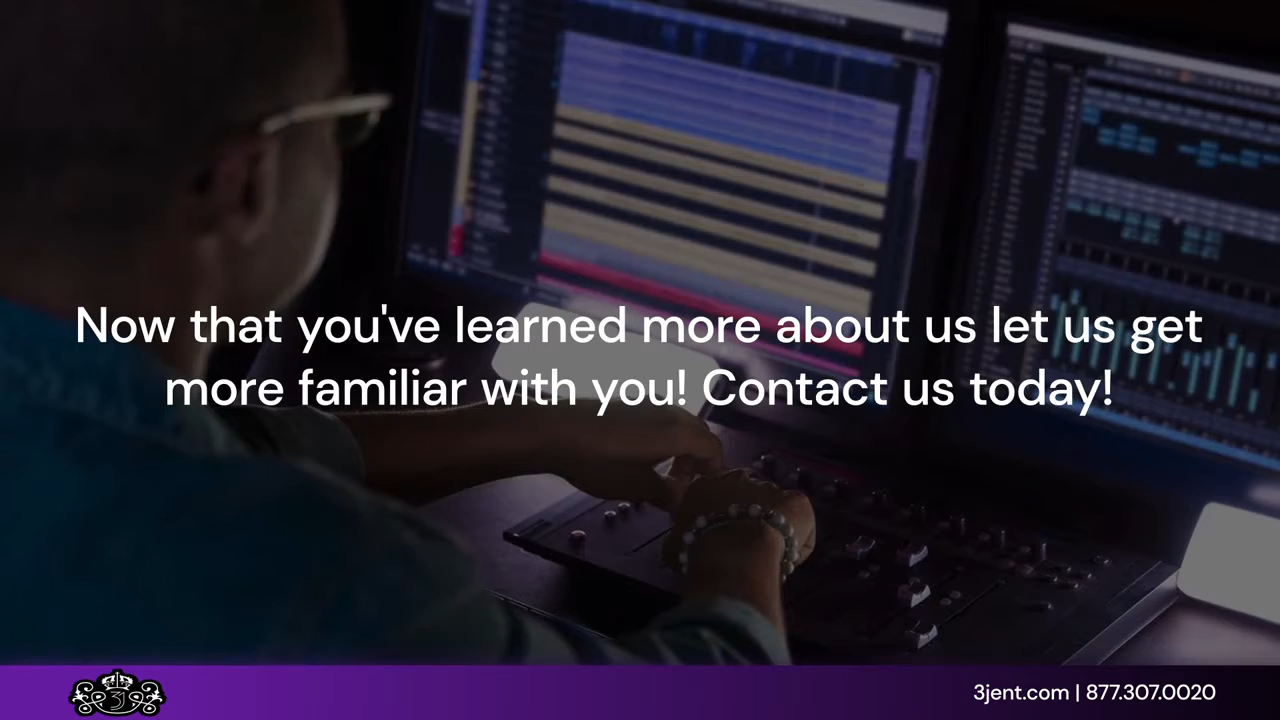 Now that you've learned more about us let us get
more familiar with you! Contact us today!
3J
3jent.com | 877.307.0020